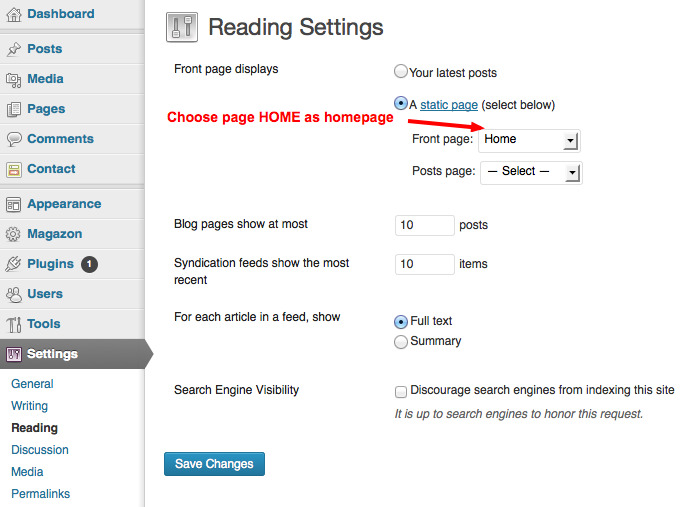 Dashboard
Posts
Media
Pages
Comments
Contact
Appearance
Magazon
Plugins 1
Users
Tools
Settings
General
Writing
Reading
Discussion
Media
Permalinks
Reading Settings
Front page displays
Your latest posts
A static page (select below)
Choose page HOME as homepage
Front page: Home
Posts page: — Select —
Blog pages show at most 10 posts
Syndication feeds show the most
recent
10 items
For each article in a feed, show
Full text
Summary
Search Engine Visibility
Discourage search engines from indexing this site
It is up to search engines to honor this request.
Save Changes